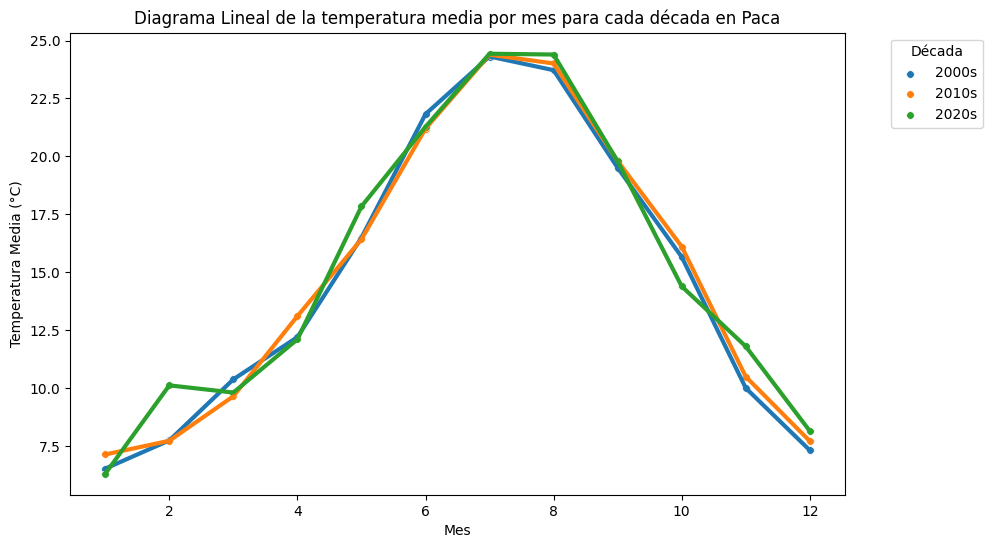 Diagrama Lineal de la temperatura media por mes para cada década en Paca
Década
2000s
2010s
2020s
Temperatura Media (°C)
25.0
22.5
20.0
17.5
15.0
12.5
10.0
7.5
2 4 6 8 10 12
Mes